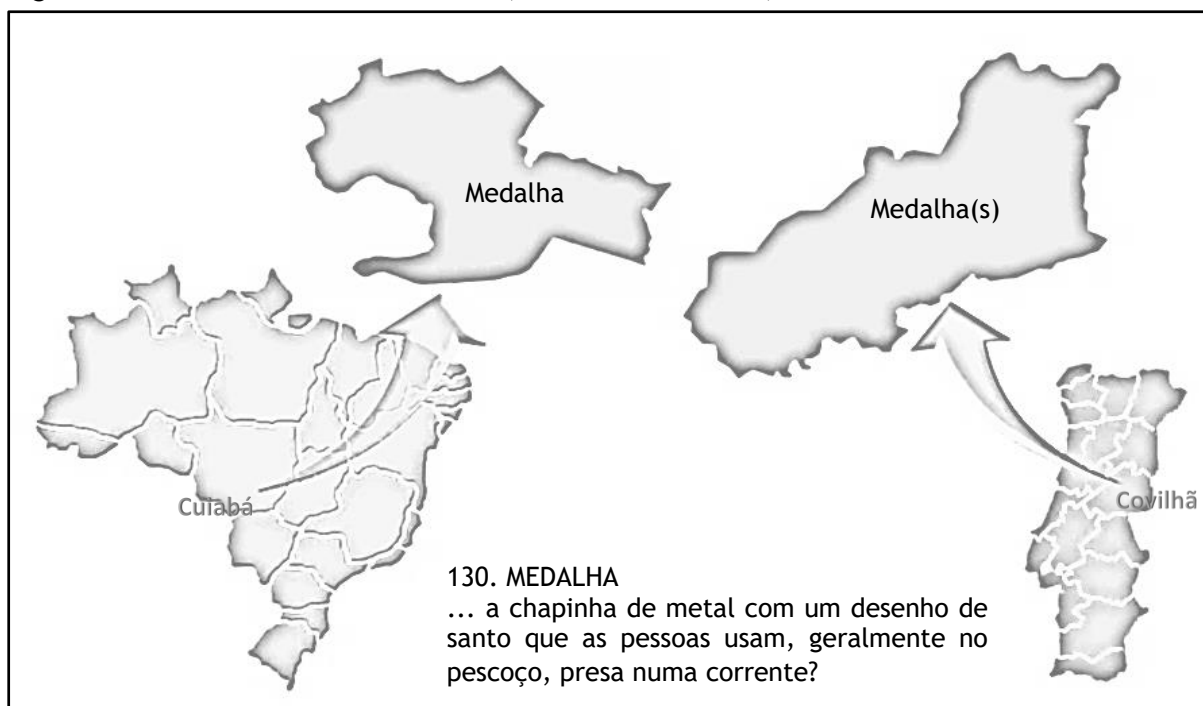 Medalha
Medalha(s)
Cuiabá
Covilhã
130. MEDALHA
... a chapinha de metal com um desenho de
santo que as pessoas usam, geralmente no
pescoço, presa numa corrente?